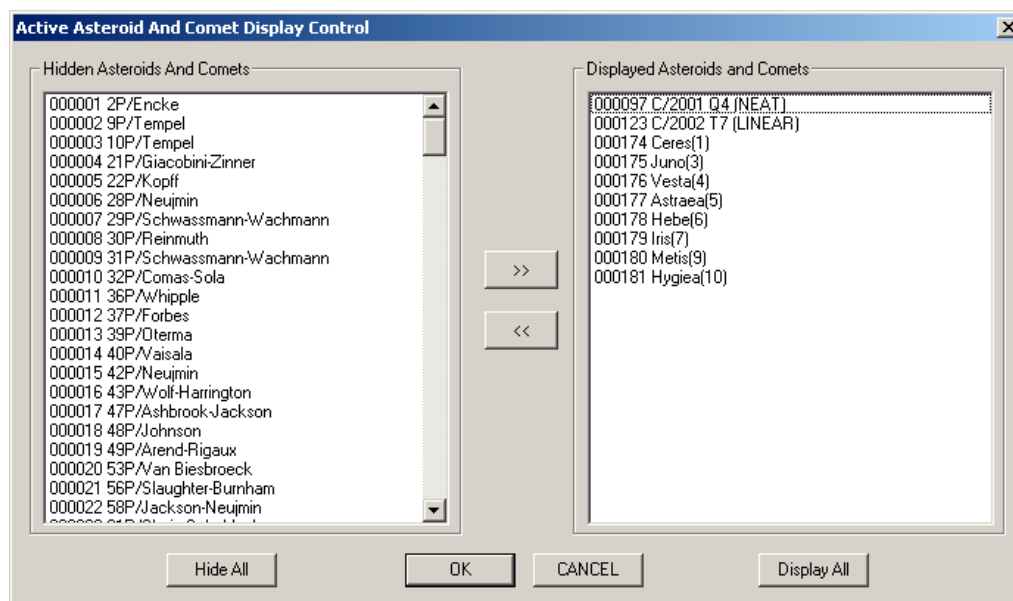 Active Asteroid And Comet Display Control
Hidden Asteroids And Comets
000001 2P/Encke
000002 9P/Tempel
000003 10P/Tempel
000004 21P/Giacobini-Zinner
000005 22P/Kopff
000006 28P/Neujmin
000007 29P/Schwassmann-Wachmann
000008 30P/Reinmuth
000009 31P/Schwassmann-Wachmann
000010 32P/Comas-Sola
000011 36P/Whipple
000012 37P/Forbes
000013 39P/Oterma
000014 40P/Vaisala
000015 42P/Neujmin
000016 43P/Wolf-Harrington
000017 47P/Ashbrook-Jackson
000018 48P/Johnson
000019 49P/Arend-Rigaux
000020 53P/Van Biesbroeck
000021 56P/Slaughter-Burnham
000022 58P/Jackson-Neujmin
>>
<<
Displayed Asteroids and Comets
000097 C/2001 Q4 (NEAT)
000123 C/2002 T7 (LINEAR)
000174 Ceres(1)
000175 Juno(3)
000176 Vesta(4)
000177 Astraea(5)
000178 Hebe(6)
000179 Iris(7)
000180 Metis(9)
000181 Hygiea(10)
Hide All
OK
CANCEL
Display All